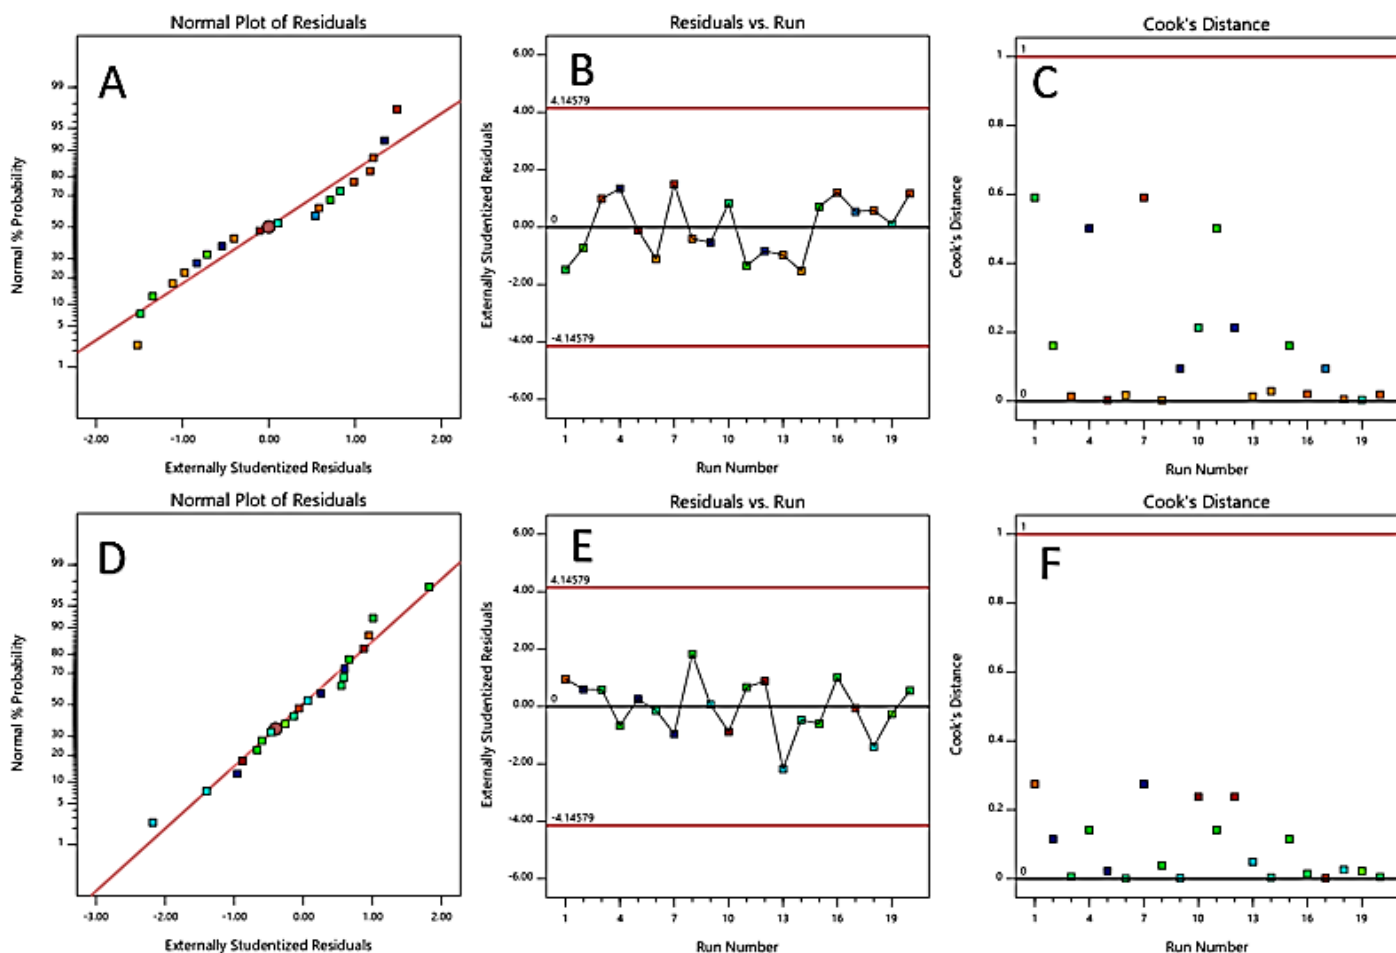 Normal Plot of Residuals
A
Normal % Probability
99
95
90
80
70
50
30
20
10
5
1
-2.00 -1.00 0.00 1.00 2.00
Externally Studentized Residuals
Residuals vs. Run
B
Externally Studentized Residuals
6.00
4.14579
4.00
2.00
0
0.00
-2.00
-4.14579
-4.00
-6.00
1 4 7 10 13 16 19
Run Number
Cook's Distance
C
Cook's Distance
1
1
0.8
0.6
0.4
0.2
0
0
1 4 7 10 13 16 19
Run Number
Normal Plot of Residuals
D
Normal % Probability
99
95
90
80
70
50
30
20
10
5
1
-3.00 -2.00 -1.00 0.00 1.00 2.00
Externally Studentized Residuals
Residuals vs. Run
E
Externally Studentized Residuals
6.00
4.14579
4.00
2.00
0
0.00
-2.00
-4.14579
-4.00
-6.00
1 4 7 10 13 16 19
Run Number
Cook's Distance
F
Cook's Distance
1
1
0.8
0.6
0.4
0.2
0
0
1 4 7 10 13 16 19
Run Number